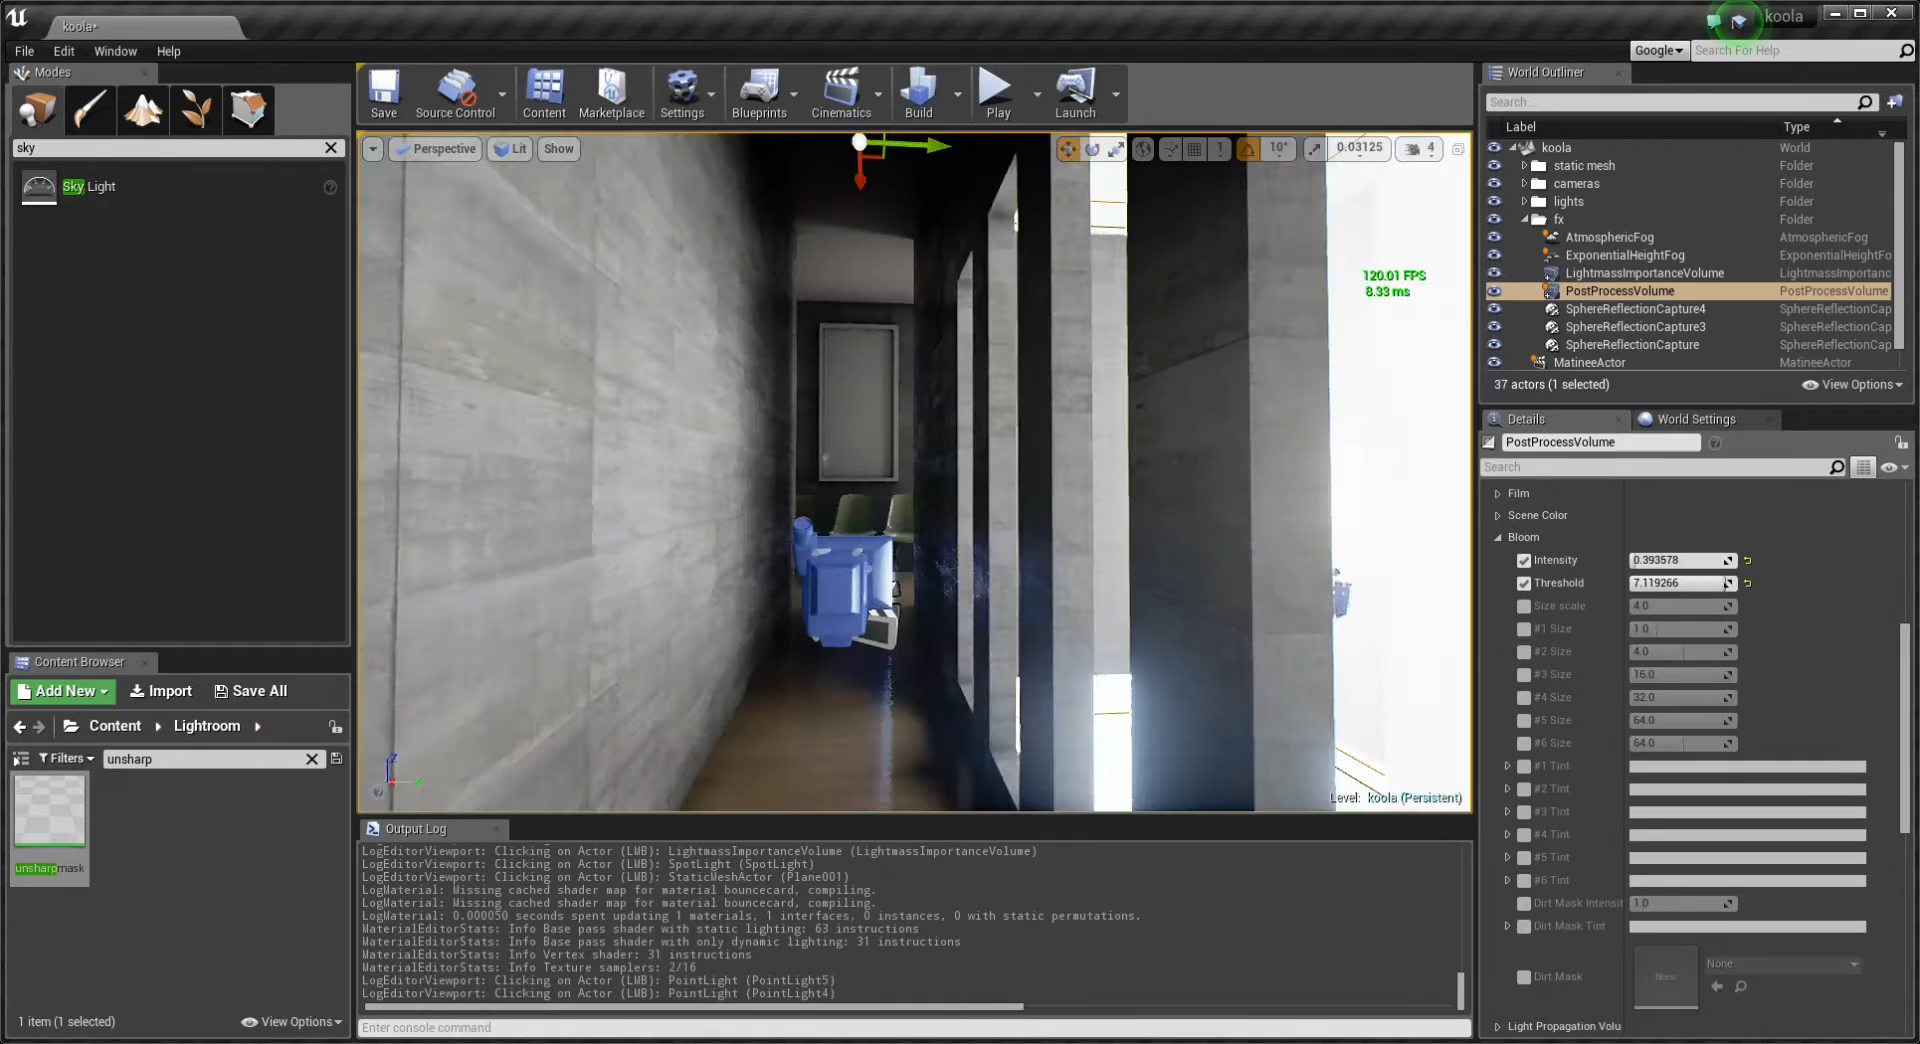 koola*
koola
File
Edit
Window
Help
Google
Search For Help
Modes
sky
Sky Light
Save
Source Control
Content
Marketplace
Settings
Blueprints
Cinematics
Build
Play
Launch
Perspective
Lit
Show
1
10°
0.03125
4
120.01 FPS
8.33 ms
Level: koola (Persistent)
World Outliner
Search...
Label
Type
koola
World
static mesh
Folder
cameras
Folder
lights
Folder
fx
Folder
AtmosphericFog
AtmosphericFog
ExponentialHeightFog
ExponentialHeightFo
LightmassImportanceVolume
LightmassImportanc
PostProcessVolume
PostProcessVolume
SphereReflectionCapture4
SphereReflectionCap
SphereReflectionCapture3
SphereReflectionCap
SphereReflectionCapture
SphereReflectionCap
MatineeActor
MatineeActor
37 actors (1 selected)
View Options
Details
World Settings
PostProcessVolume
Search
Film
Scene Color
Bloom
Intensity
0.393578
Threshold
7.119266
Size scale
4.0
#1 Size
1.0
#2 Size
4.0
#3 Size
16.0
#4 Size
32.0
#5 Size
64.0
#6 Size
64.0
#1 Tint
#2 Tint
#3 Tint
#4 Tint
#5 Tint
#6 Tint
Dirt Mask Intensit
1.0
Dirt Mask Tint
Dirt Mask
None
None
Light Propagation Volu
Content Browser
Add New
Import
Save All
Content
Lightroom
Filters
unsharp
unsharpmask
1 item (1 selected)
View Options
Output Log
LogEditorViewport: Clicking on Actor (LMB): LightmassImportanceVolume (LightmassImportanceVolume)
LogEditorViewport: Clicking on Actor (LMB): SpotLight (SpotLight)
LogEditorViewport: Clicking on Actor (LMB): StaticMeshActor (Plane001)
LogMaterial: Missing cached shader map for material bouncecard, compiling.
LogMaterial: Missing cached shader map for material bouncecard, compiling.
LogMaterial: 0.000050 seconds spent updating 1 materials, 1 interfaces, 0 instances, 0 with static permutations.
MaterialEditorStats: Info Base pass shader with static lighting: 63 instructions
MaterialEditorStats: Info Base pass shader with only dynamic lighting: 31 instructions
MaterialEditorStats: Info Vertex shader: 31 instructions
MaterialEditorStats: Info Texture samplers: 2/16
LogEditorViewport: Clicking on Actor (LMB): PointLight (PointLight5)
LogEditorViewport: Clicking on Actor (LMB): PointLight (PointLight4)
Enter console command